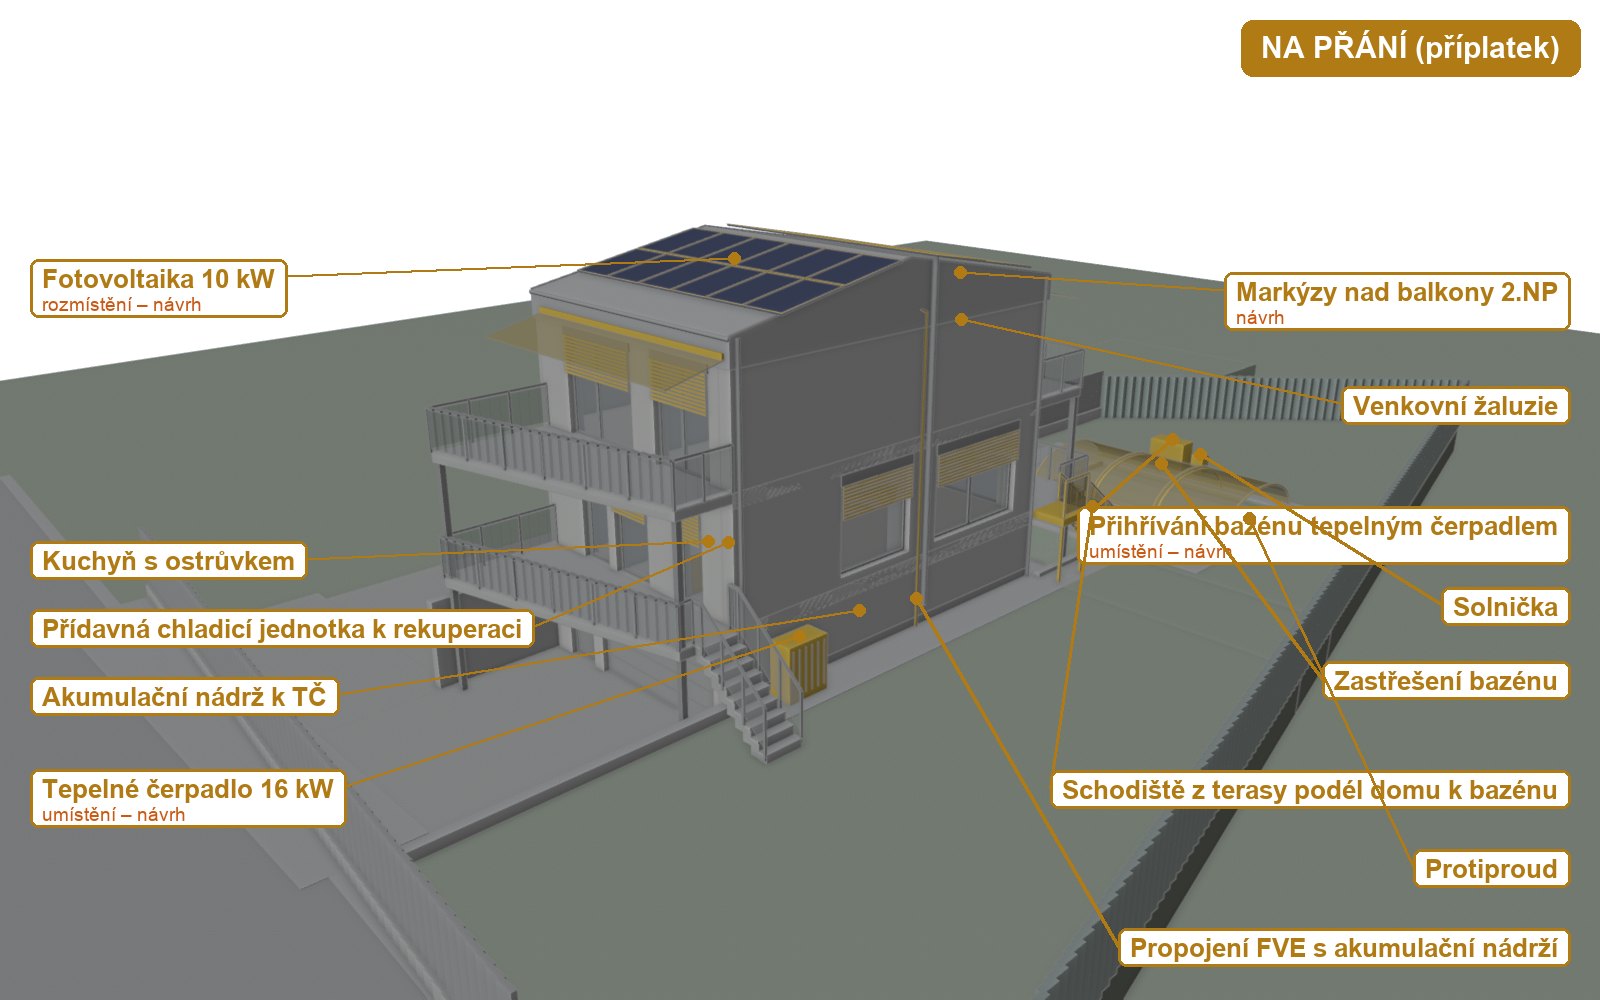 NA PŘÁNÍ (příplatek)
Fotovoltaika 10 kW
rozmístění – návrh
Markýzy nad balkony 2.NP
návrh
Venkovní žaluzie
Přihřívání bazénu tepelným čerpadlem
umístění – návrh
Kuchyň s ostrůvkem
Solnička
Přídavná chladicí jednotka k rekuperaci
Zastřešení bazénu
Akumulační nádrž k TČ
Tepelné čerpadlo 16 kW
umístění – návrh
Schodiště z terasy podél domu k bazénu
Protiproud
Propojení FVE s akumulační nádrží